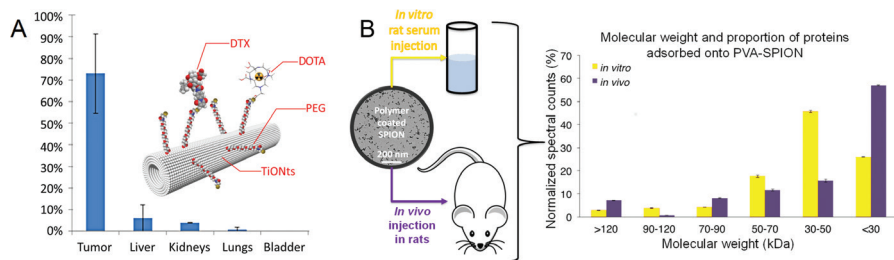 A
100%
90%
80%
70%
60%
50%
40%
30%
20%
10%
0%
Tumor Liver Kidneys Lungs Bladder
DTX
DOTA
PEG
TiONts
B
In vitro
rat serum
injection
Polymer
coated
SPION
200 nm
In vivo
injection
in rats
Molecular weight and proportion of proteins
adsorbed onto PVA-SPION
in vitro
in vivo
Normalized spectral counts (%)
70
60
50
40
30
20
10
0
>120 90-120 70-90 50-70 30-50 <30
Molecular weight (kDa)